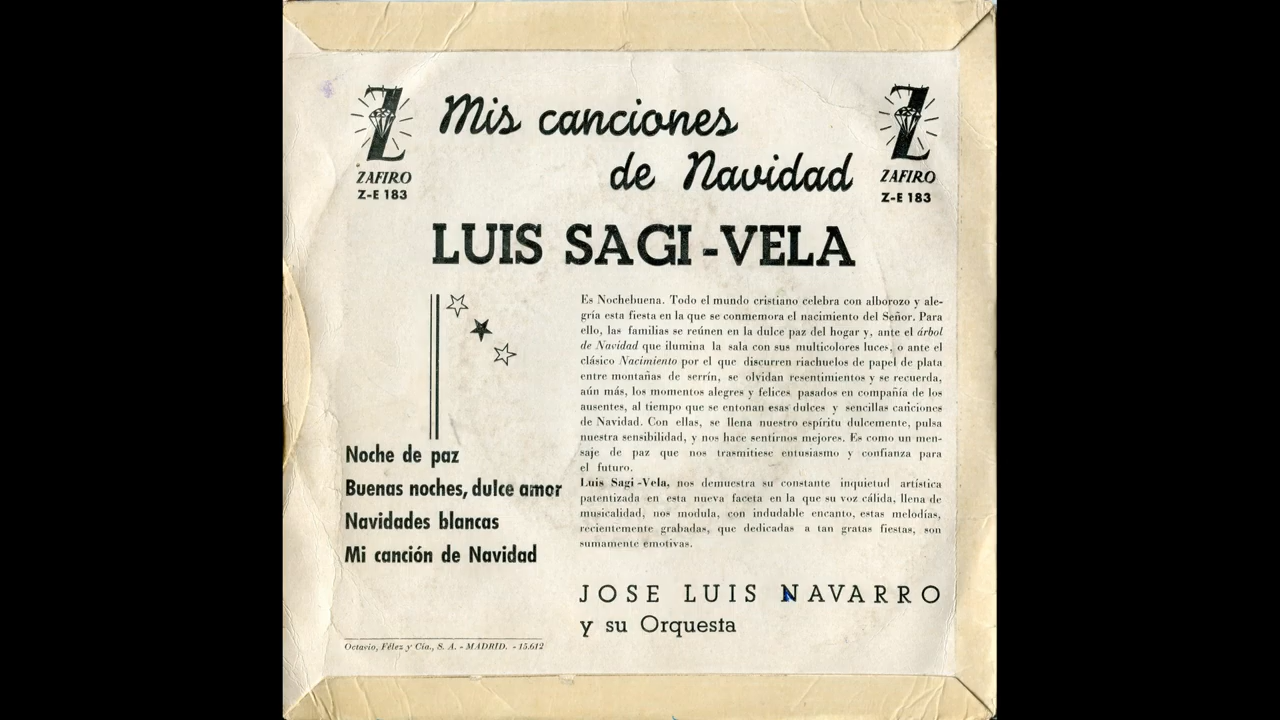 Mis canciones
de Navidad
ZAFIRO
Z-E 183
ZAFIRO
Z-E 183
LUIS SAGI-VELA
Es Nochebuena. Todo el mundo cristiano celebra con alborozo y ale-
gría esta fiesta en la que se conmemora el nacimiento del Señor. Para
ello, las familias se reúnen en la dulce paz del hogar y, ante el árbol
de Navidad que ilumina la sala con sus multicolores luces, o ante el
clásico Nacimiento por el que discurren riachuelos de papel de plata
entre montañas de serrín, se olvidan resentimientos y se recuerda,
aún más, los momentos alegres y felices pasados en compañía de los
ausentes, al tiempo que se entonan esas dulces y sencillas canciones
de Navidad. Con ellas, se llena nuestro espíritu dulcemente, pulsa
nuestra sensibilidad, y nos hace sentirnos mejores. Es como un men-
saje de paz que nos trasmitiese entusiasmo y confianza para
el futuro.
Luis Sagi-Vela, nos demuestra su constante inquietud artística
patentizada en esta nueva faceta en la que su voz cálida, llena de
musicalidad, nos modula, con indudable encanto, estas melodías,
recientemente grabadas, que dedicadas a tan gratas fiestas, son
sumamente emotivas.
Noche de paz
Buenas noches, dulce amor
Navidades blancas
Mi canción de Navidad
JOSE LUIS NAVARRO
y su Orquesta
Octavio, Félez y Cía., S. A. - MADRID. - 15.612